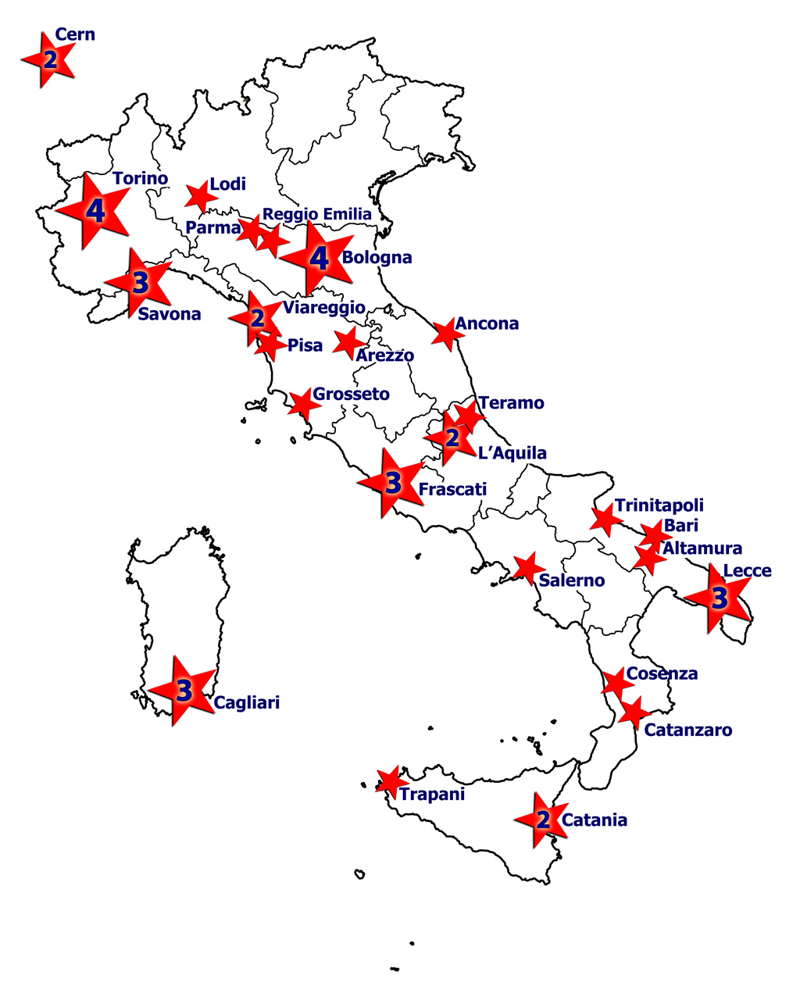 Cern
2
Torino
4
Lodi
Reggio Emilia
Parma
4
Bologna
3
Savona
2
Viareggio
Pisa
Arezzo
Ancona
Grosseto
Teramo
2
L’Aquila
3
Frascati
Trinitapoli
Bari
Altamura
Lecce
3
Salerno
Cosenza
3
Cagliari
Catanzaro
Trapani
2
Catania